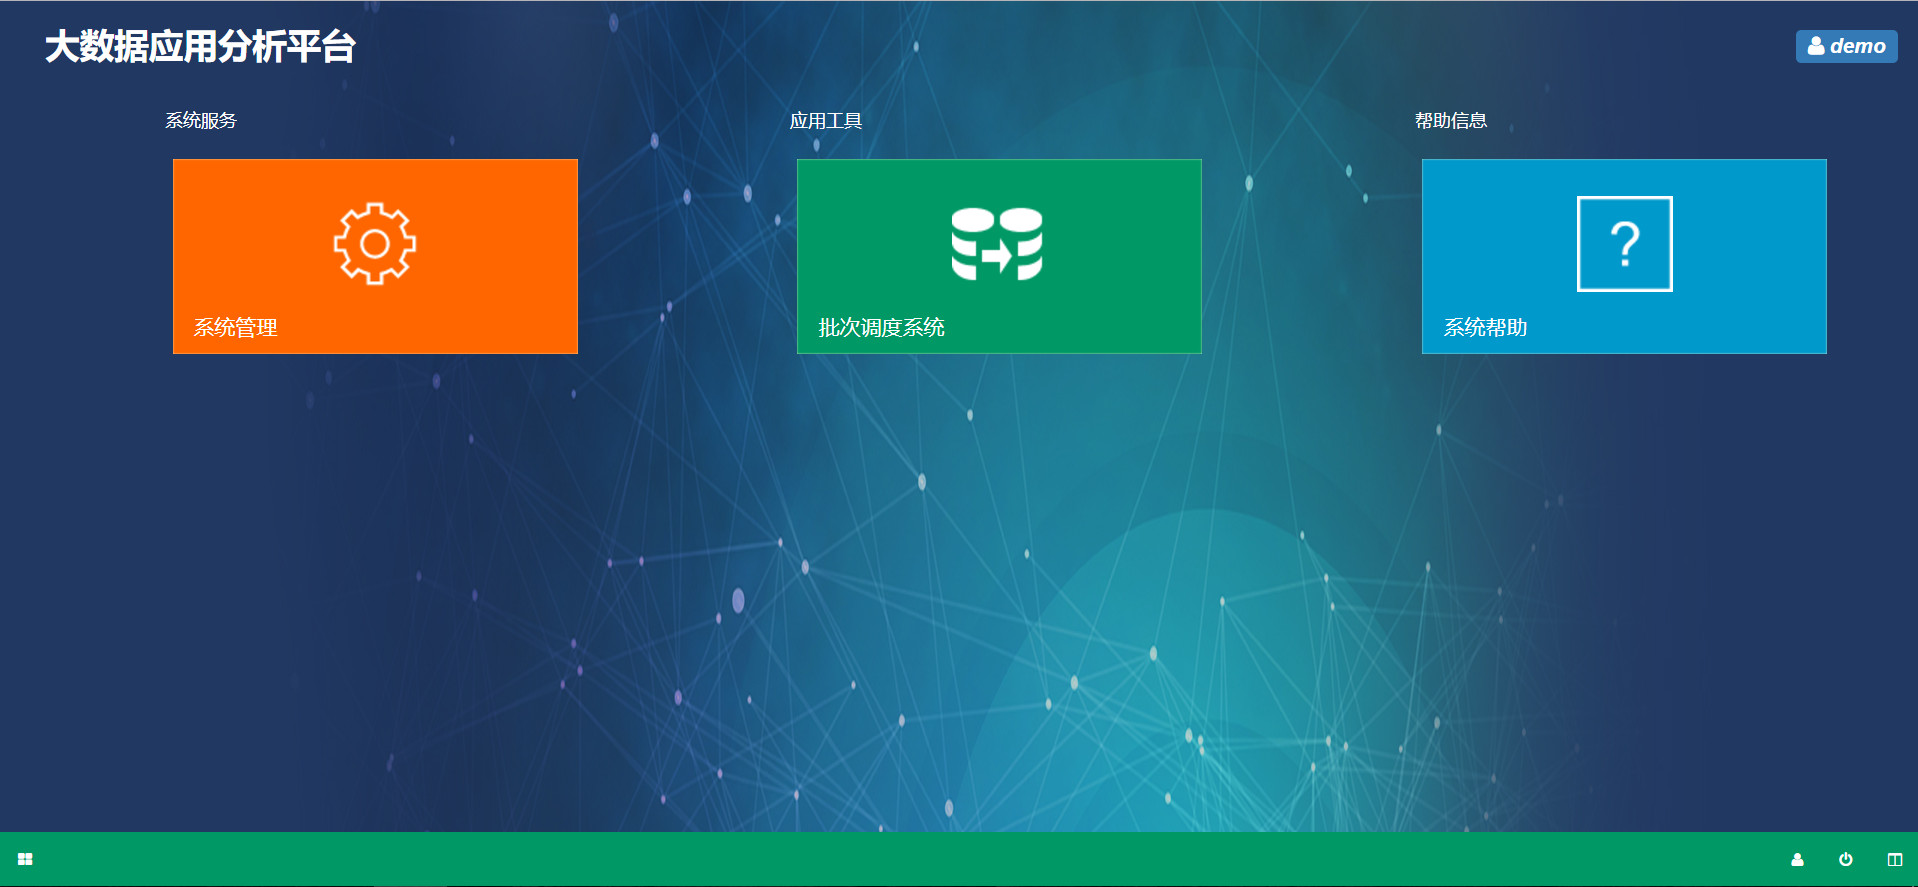 大数据应用分析平台
demo
系统服务
应用工具
帮助信息
系统管理
批次调度系统
?
系统帮助